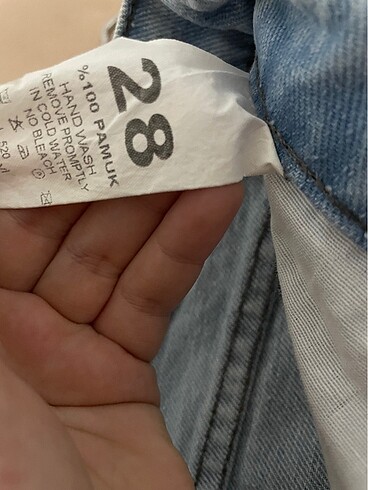 28
%100 PAMUK
HAND WASH
REMOVE PROMPTLY
IN COLD WATER
NO BLEACH